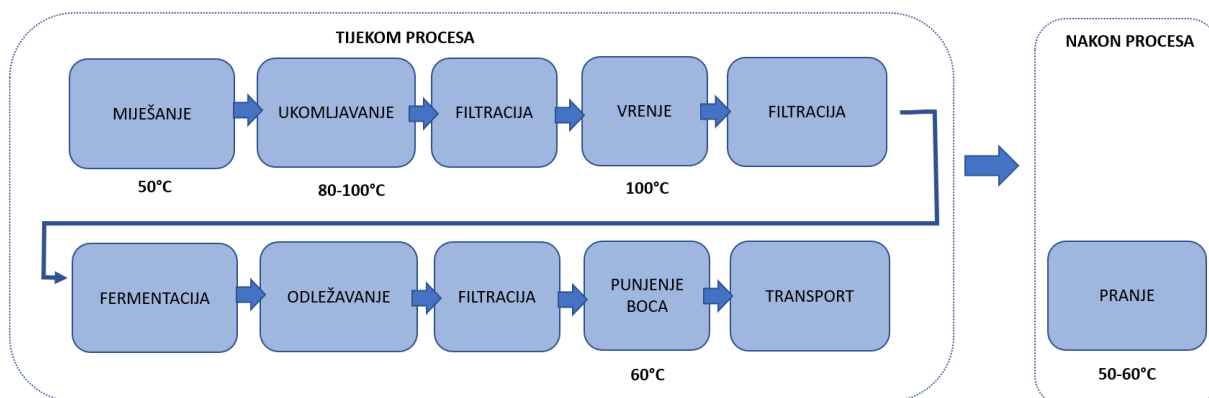 TIJEKOM PROCESA
MIJEŠANJE
UKOMLJAVANJE
FILTRACIJA
VRENJE
FILTRACIJA
50°C
80-100°C
100°C
FERMENTACIJA
ODLEŽAVANJE
FILTRACIJA
PUNJENJE
BOCA
TRANSPORT
60°C
NAKON PROCESA
PRANJE
50-60°C